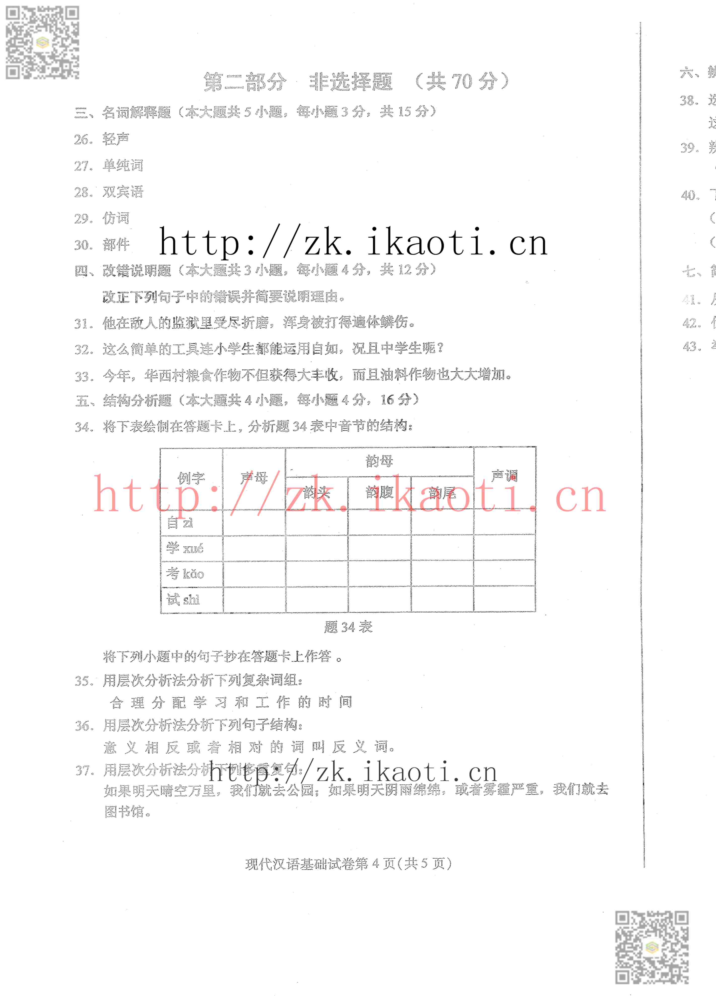 第二部分 非选择题 （共 70 分）
三、名词解释题（本大题共 5 小题，每小题 3 分，共 15 分）
26. 轻声
27. 单纯词
28. 双宾语
29. 仿词
30. 部件
http://zk.ikaoti.cn
四、改错说明题（本大题共 3 小题，每小题 4 分，共 12 分）
改正下列句子中的错误并简要说明理由。
31. 他在敌人的监狱里受尽折磨，浑身被打得遍体鳞伤。
32. 这么简单的工具连小学生都能运用自如，况且中学生呢？
33. 今年，华西村粮食作物不但获得大丰收，而且油料作物也大大增加。
五、结构分析题（本大题共 4 小题，每小题 4 分，16 分）
34. 将下表绘制在答题卡上，分析题 34 表中音节的结构：
例字 声母 韵母 声调
韵头 韵腹 韵尾
http://zk.ikaoti.cn
自 zì
学 xué
考 kǎo
试 shì
题 34 表
将下列小题中的句子抄在答题卡上作答 。
35. 用层次分析法分析下列复杂词组：
合 理 分 配 学 习 和 工 作 的 时 间
36. 用层次分析法分析下列句子结构：
意 义 相 反 或 者 相 对 的 词 叫 反 义 词。
37. 用层次分析法分析下列多重复句：
http://zk.ikaoti.cn
如果明天晴空万里，我们就去公园；如果明天阴雨绵绵，或者雾霾严重，我们就去
图书馆。
现代汉语基础试卷第 4 页(共 5 页)
六、
38.
39.
40.
(
(
七、
41.
42.
43.